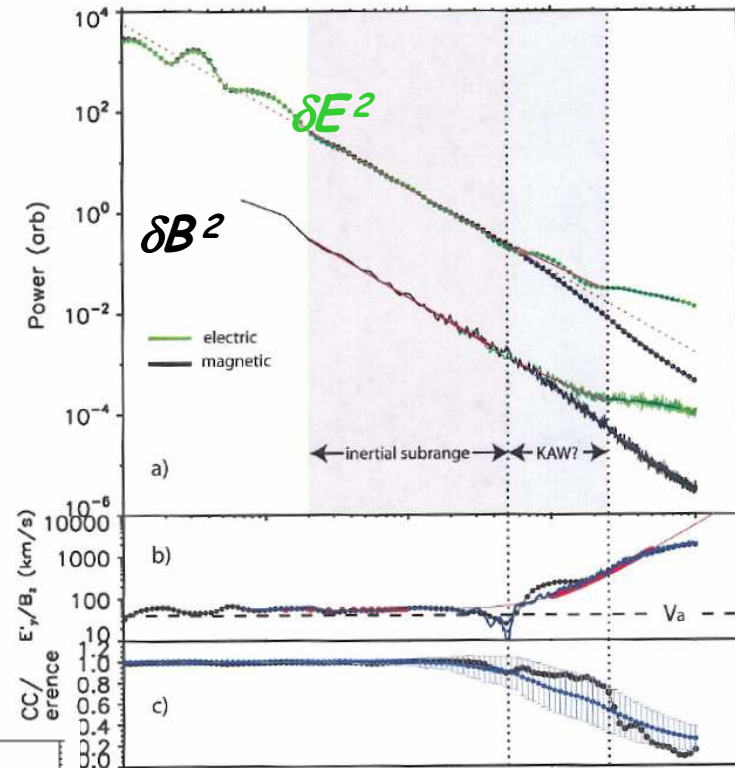 10⁴
δE²
10²
10⁰
δB²
Power (arb)
10⁻²
electric
magnetic
10⁻⁴
a)
inertial subrange
KAW?
10⁻⁶
10000
b)
1000
E'y/Bz (km/s)
100
Va
10
1.2
1.0
0.8
c)
CC/
erence
0.6
0.4
0.2
0.0